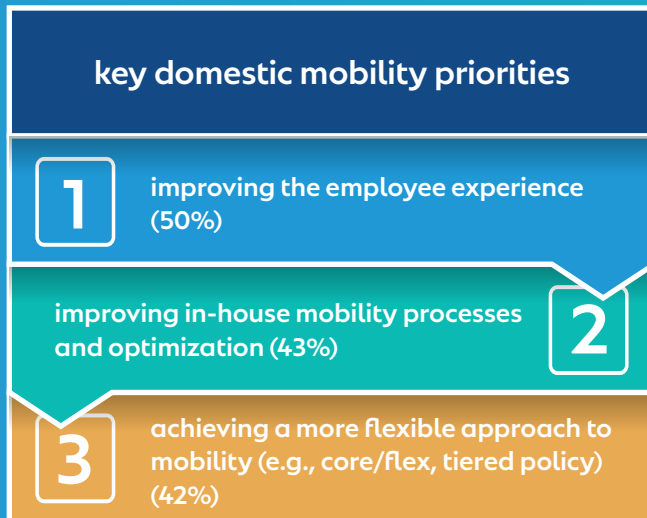 key domestic mobility priorities
1
improving the employee experience
(50%)
improving in-house mobility processes
and optimization (43%)
2
3
achieving a more flexible approach to
mobility (e.g., core/flex, tiered policy)
(42%)